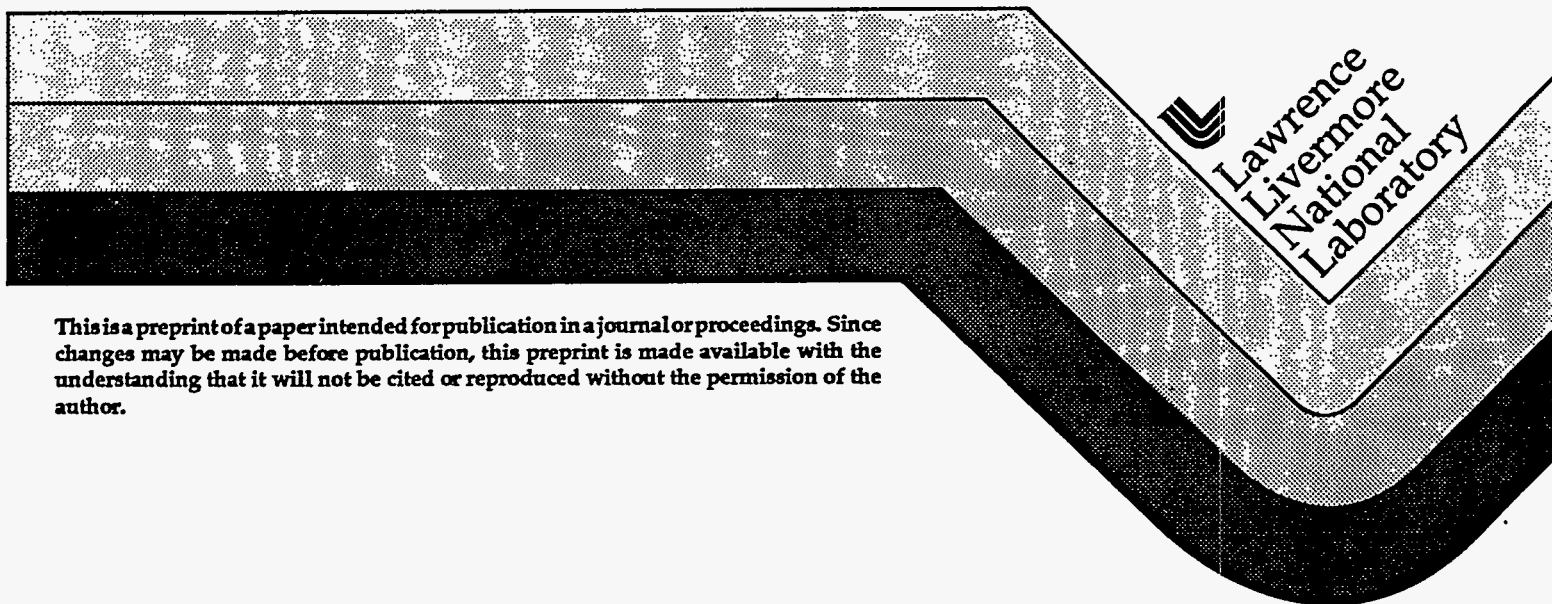 Lawrence
Livermore
National
Laboratory
This is a preprint of a paper intended for publication in a journal or proceedings. Since
changes may be made before publication, this preprint is made available with the
understanding that it will not be cited or reproduced without the permission of the
author.